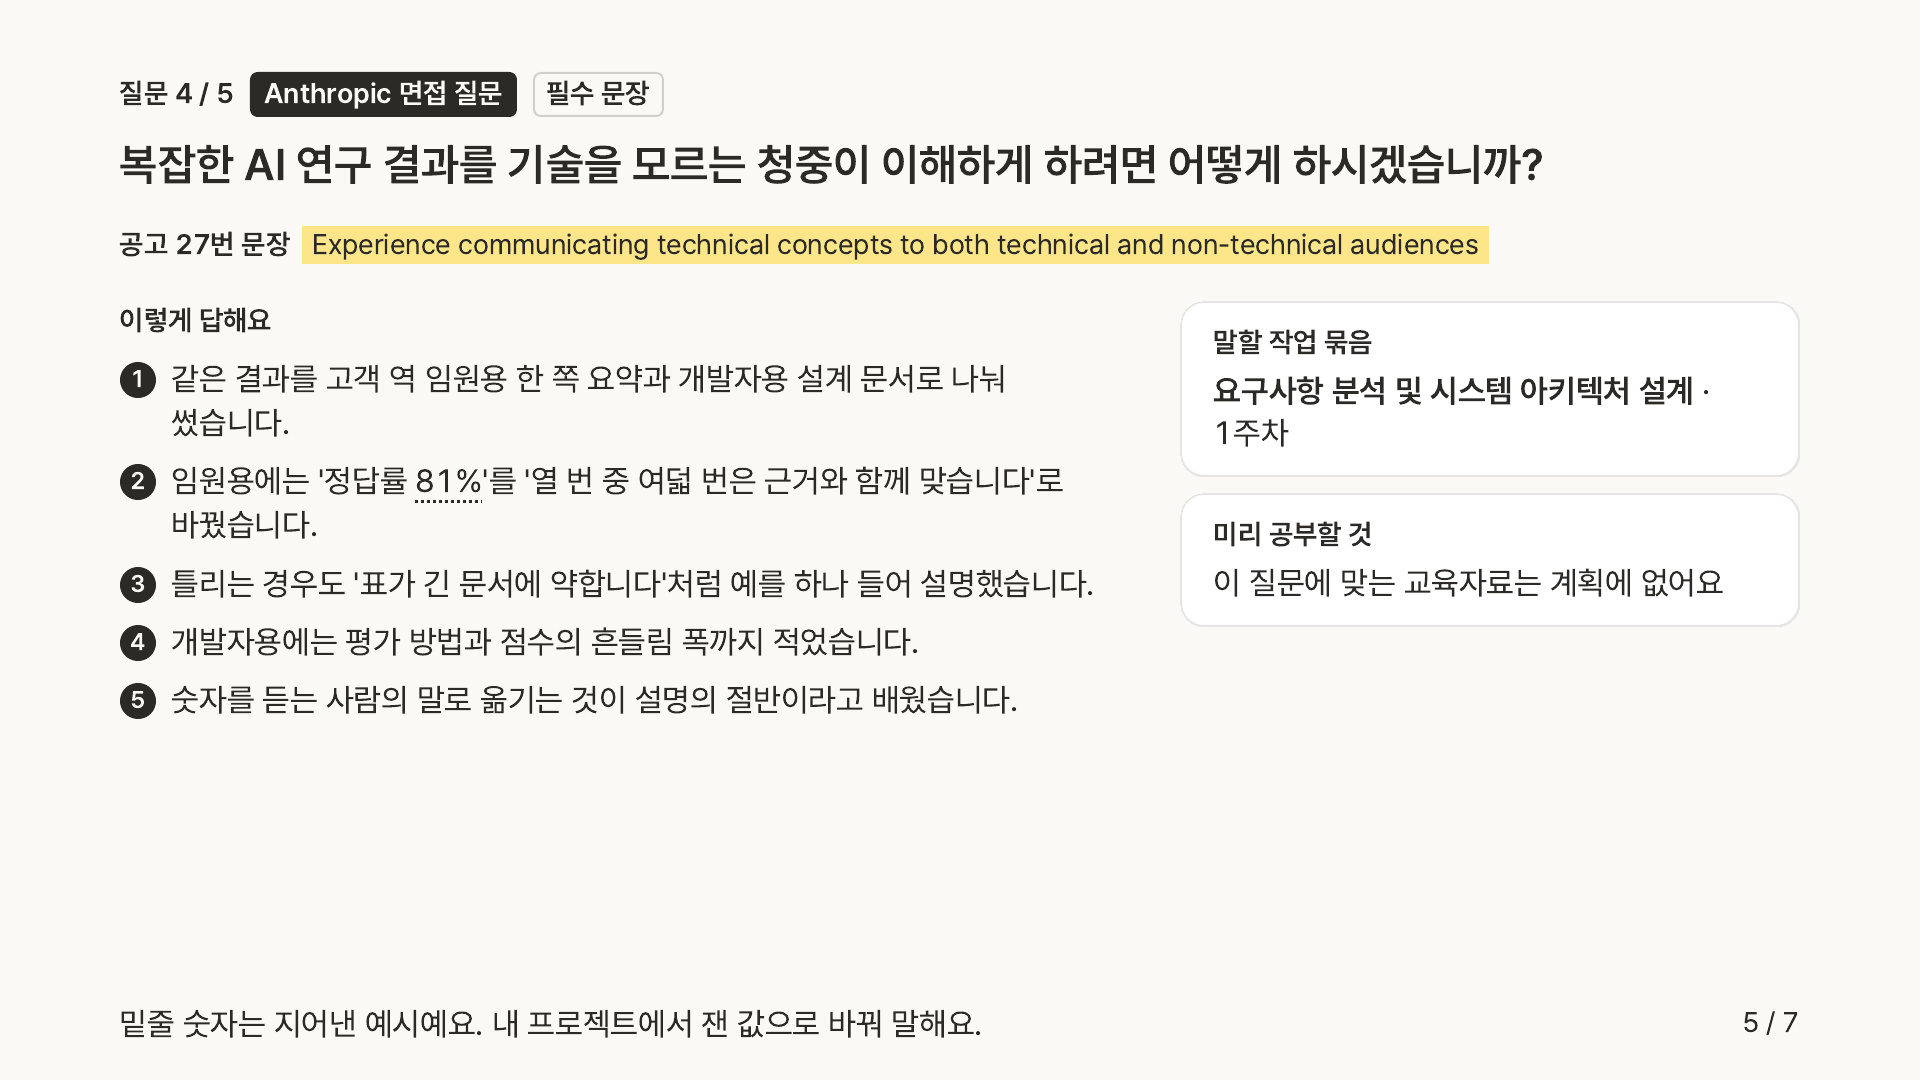 질문 4 / 5 Anthropic 면접 질문 필수 문장
복잡한 AI 연구 결과를 기술을 모르는 청중이 이해하게 하려면 어떻게 하시겠습니까?
공고 27번 문장 Experience communicating technical concepts to both technical and non-technical audiences
이렇게 답해요
1 같은 결과를 고객 역 임원용 한 쪽 요약과 개발자용 설계 문서로 나눠
썼습니다.
2 임원용에는 '정답률 81%'를 '열 번 중 여덟 번은 근거와 함께 맞습니다'로
바꿨습니다.
3 틀리는 경우도 '표가 긴 문서에 약합니다'처럼 예를 하나 들어 설명했습니다.
4 개발자용에는 평가 방법과 점수의 흔들림 폭까지 적었습니다.
5 숫자를 듣는 사람의 말로 옮기는 것이 설명의 절반이라고 배웠습니다.
말할 작업 묶음
요구사항 분석 및 시스템 아키텍처 설계 ·
1주차
미리 공부할 것
이 질문에 맞는 교육자료는 계획에 없어요
밑줄 숫자는 지어낸 예시예요. 내 프로젝트에서 잰 값으로 바꿔 말해요.
5 / 7